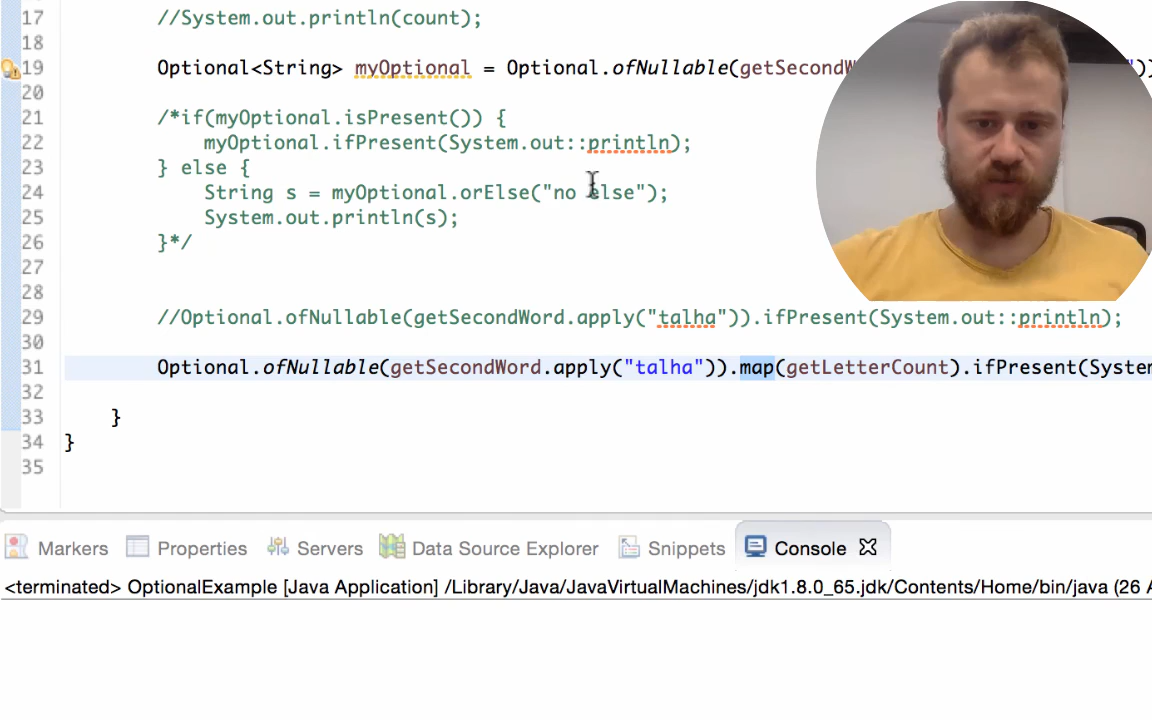 17 //System.out.println(count);
18
19 Optional<String> myOptional = Optional.ofNullable(getSecondW "))
20
21 /*if(myOptional.isPresent()) {
22 myOptional.ifPresent(System.out::println);
23 } else {
24 String s = myOptional.orElse("no else");
25 System.out.println(s);
26 }*/
27
28
29 //Optional.ofNullable(getSecondWord.apply("talha")).ifPresent(System.out::println);
30
31 Optional.ofNullable(getSecondWord.apply("talha")).map(getLetterCount).ifPresent(System
32
33 }
34 }
35
Markers Properties Servers Data Source Explorer Snippets Console
<terminated> OptionalExample [Java Application] /Library/Java/JavaVirtualMachines/jdk1.8.0_65.jdk/Contents/Home/bin/java (26 A